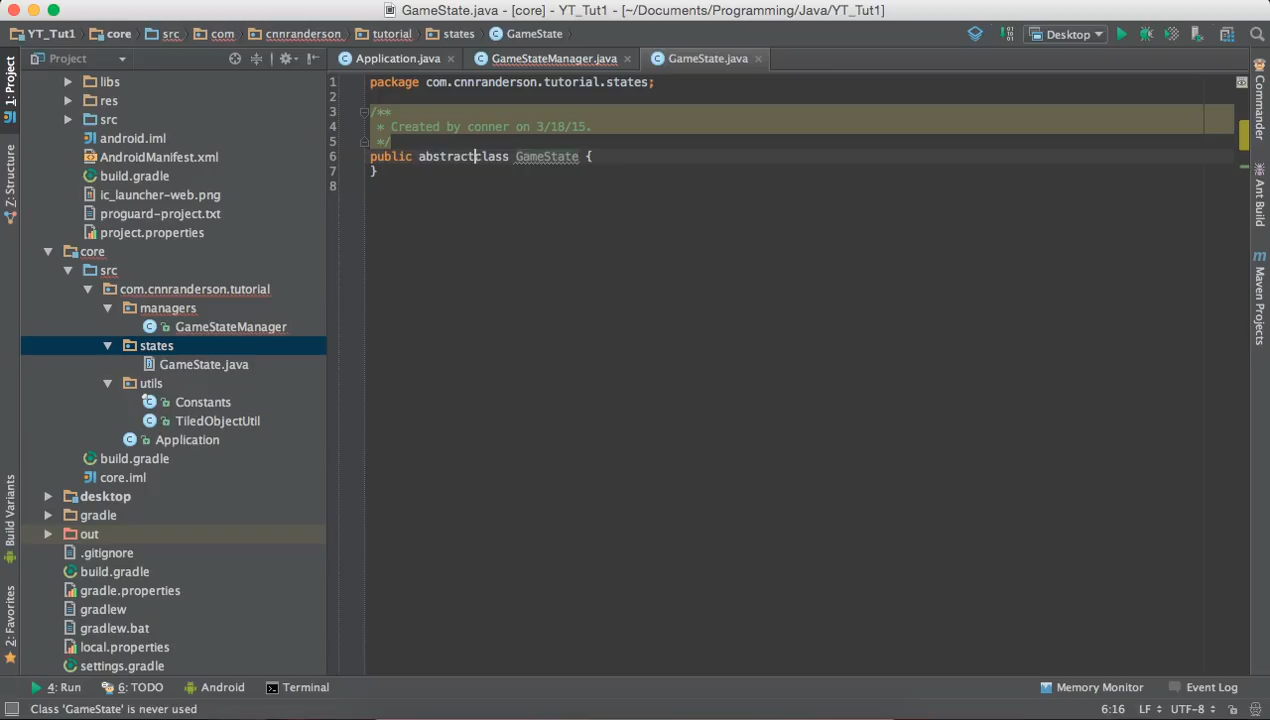 GameState.java - [core] - YT_Tut1 - [~/Documents/Programming/Java/YT_Tut1]
YT_Tut1 core src com cnnranderson tutorial states GameState Desktop
Project Application.java GameStateManager.java GameState.java
1: Project
Z: Structure
Build Variants
2: Favorites
libs
res
src
android.iml
AndroidManifest.xml
build.gradle
ic_launcher-web.png
proguard-project.txt
project.properties
core
src
com.cnnranderson.tutorial
managers
GameStateManager
states
GameState.java
utils
Constants
TiledObjectUtil
Application
build.gradle
core.iml
desktop
gradle
out
.gitignore
build.gradle
gradle.properties
gradlew
gradlew.bat
local.properties
settings.gradle
1 package com.cnnranderson.tutorial.states;
2
3 /**
4 * Created by conner on 3/18/15.
5 */
6 public abstractclass GameState {
7 }
8
Commander
Ant Build
Maven Projects
4: Run 6: TODO Android Terminal Memory Monitor Event Log
Class 'GameState' is never used 6:16 LF UTF-8